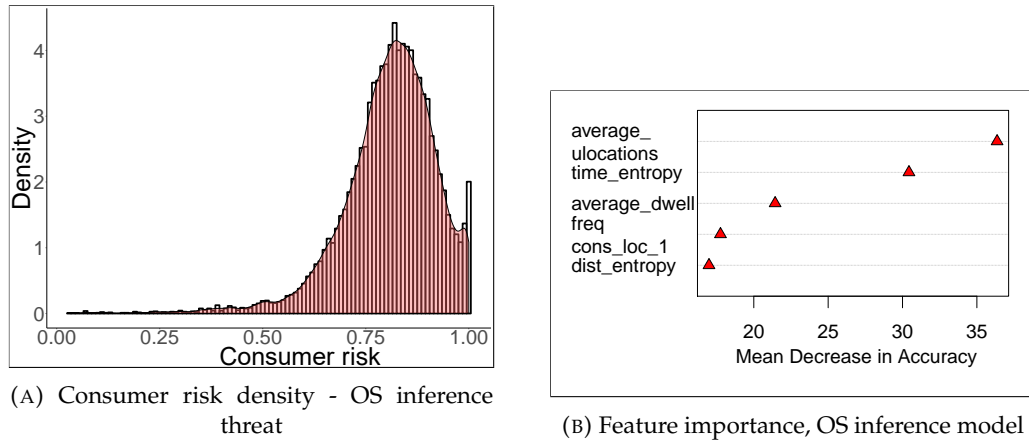 4
3
2
1
0
Density
0.00 0.25 0.50 0.75 1.00
Consumer risk
(A) Consumer risk density - OS inference
threat
average_
ulocations
time_entropy
average_dwell
freq
cons_loc_1
dist_entropy
20 25 30 35
Mean Decrease in Accuracy
(B) Feature importance, OS inference model